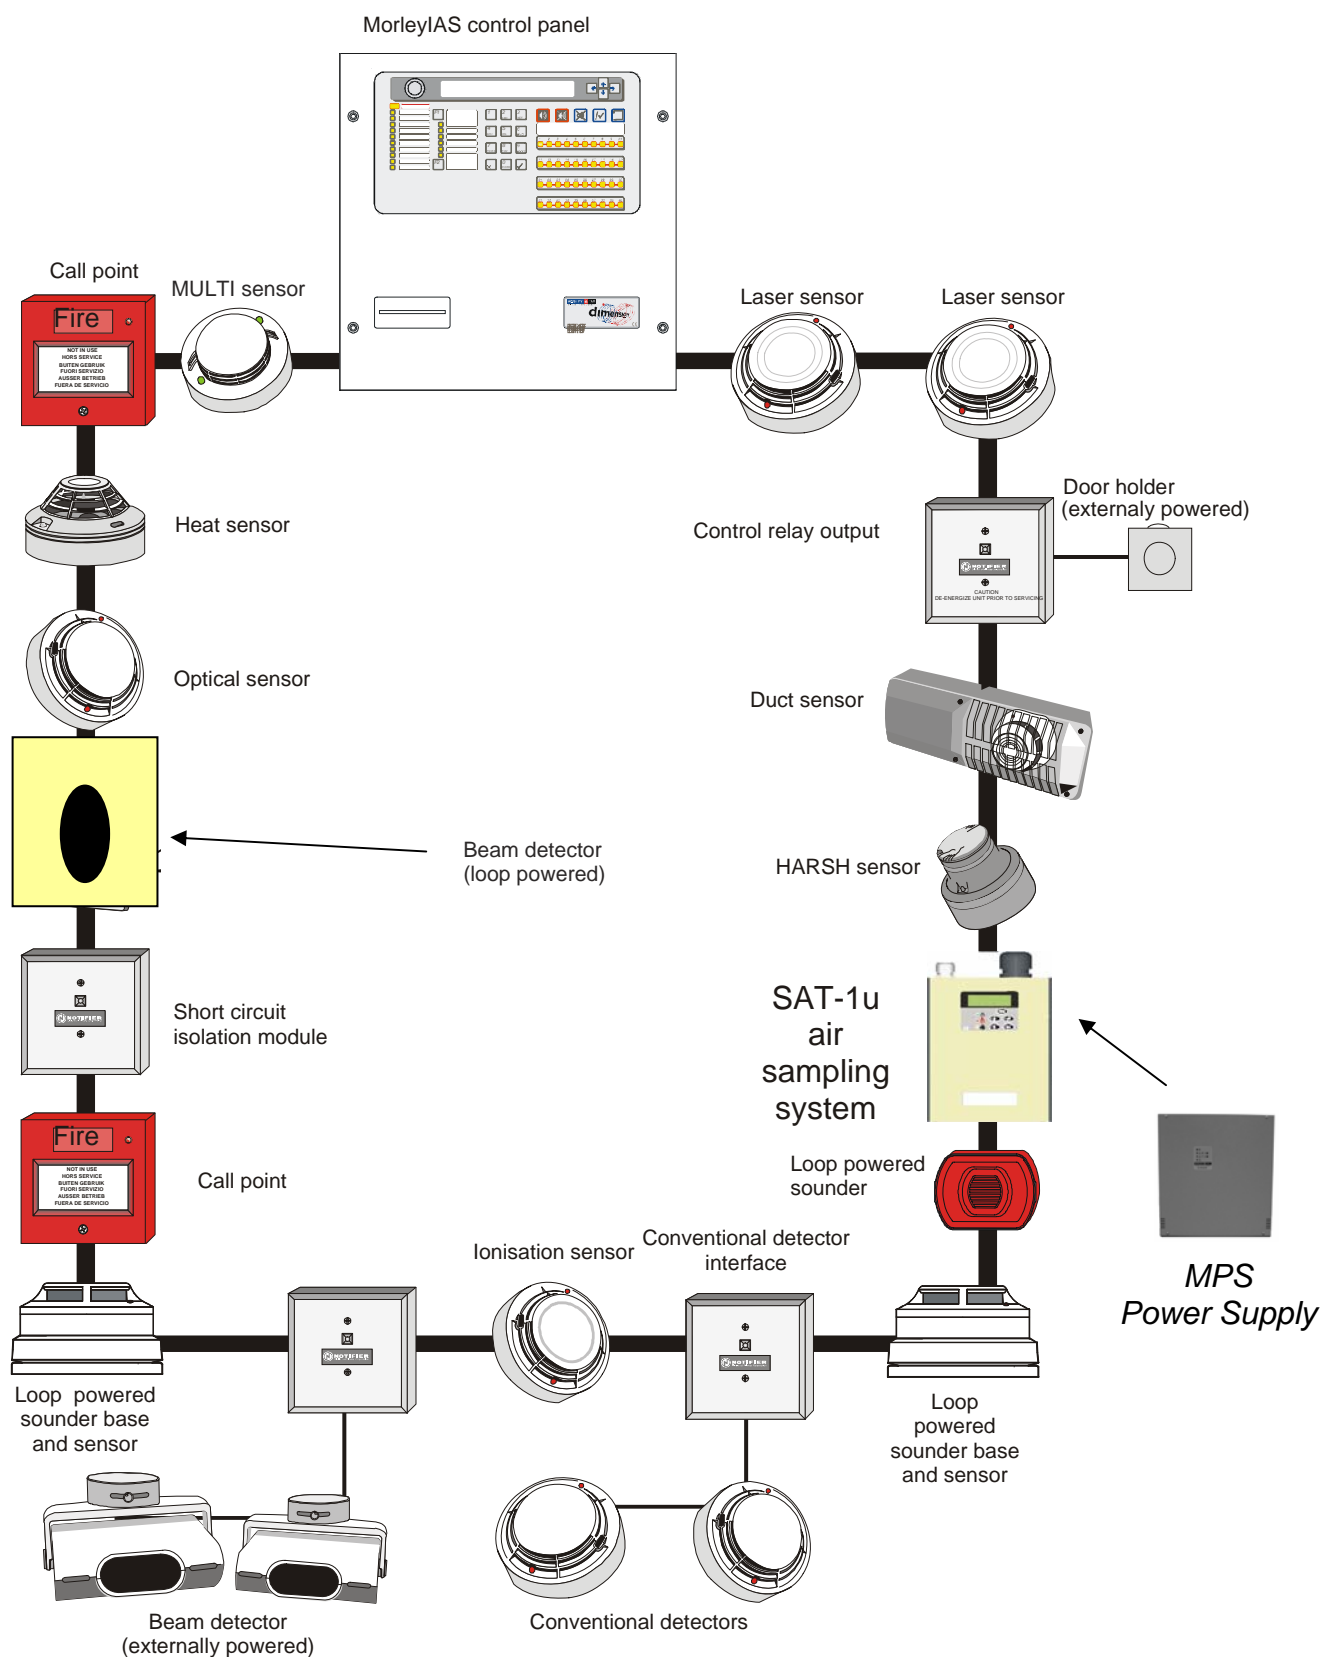 MorleyIAS control panel
dimension
Call point
MULTI sensor
Laser sensor
Laser sensor
Fire
NOT IN USE
HORS SERVICE
BUITEN GEBRUIK
FUORI SERVIZIO
AUSSER BETRIEB
FUERA DE SERVICIO
Heat sensor
Control relay output
Door holder
(externaly powered)
NOTIFIER
CAUTION
DE-ENERGIZE UNIT PRIOR TO SERVICING
Optical sensor
Duct sensor
Beam detector
(loop powered)
HARSH sensor
Short circuit
isolation module
NOTIFIER
SAT-1u
air
sampling
system
Fire
NOT IN USE
HORS SERVICE
BUITEN GEBRUIK
FUORI SERVIZIO
AUSSER BETRIEB
FUERA DE SERVICIO
Call point
Loop powered
sounder
MPS
Power Supply
Ionisation sensor
Conventional detector
interface
NOTIFIER
NOTIFIER
Loop powered
sounder base
and sensor
Loop
powered
sounder base
and sensor
Beam detector
(externally powered)
Conventional detectors